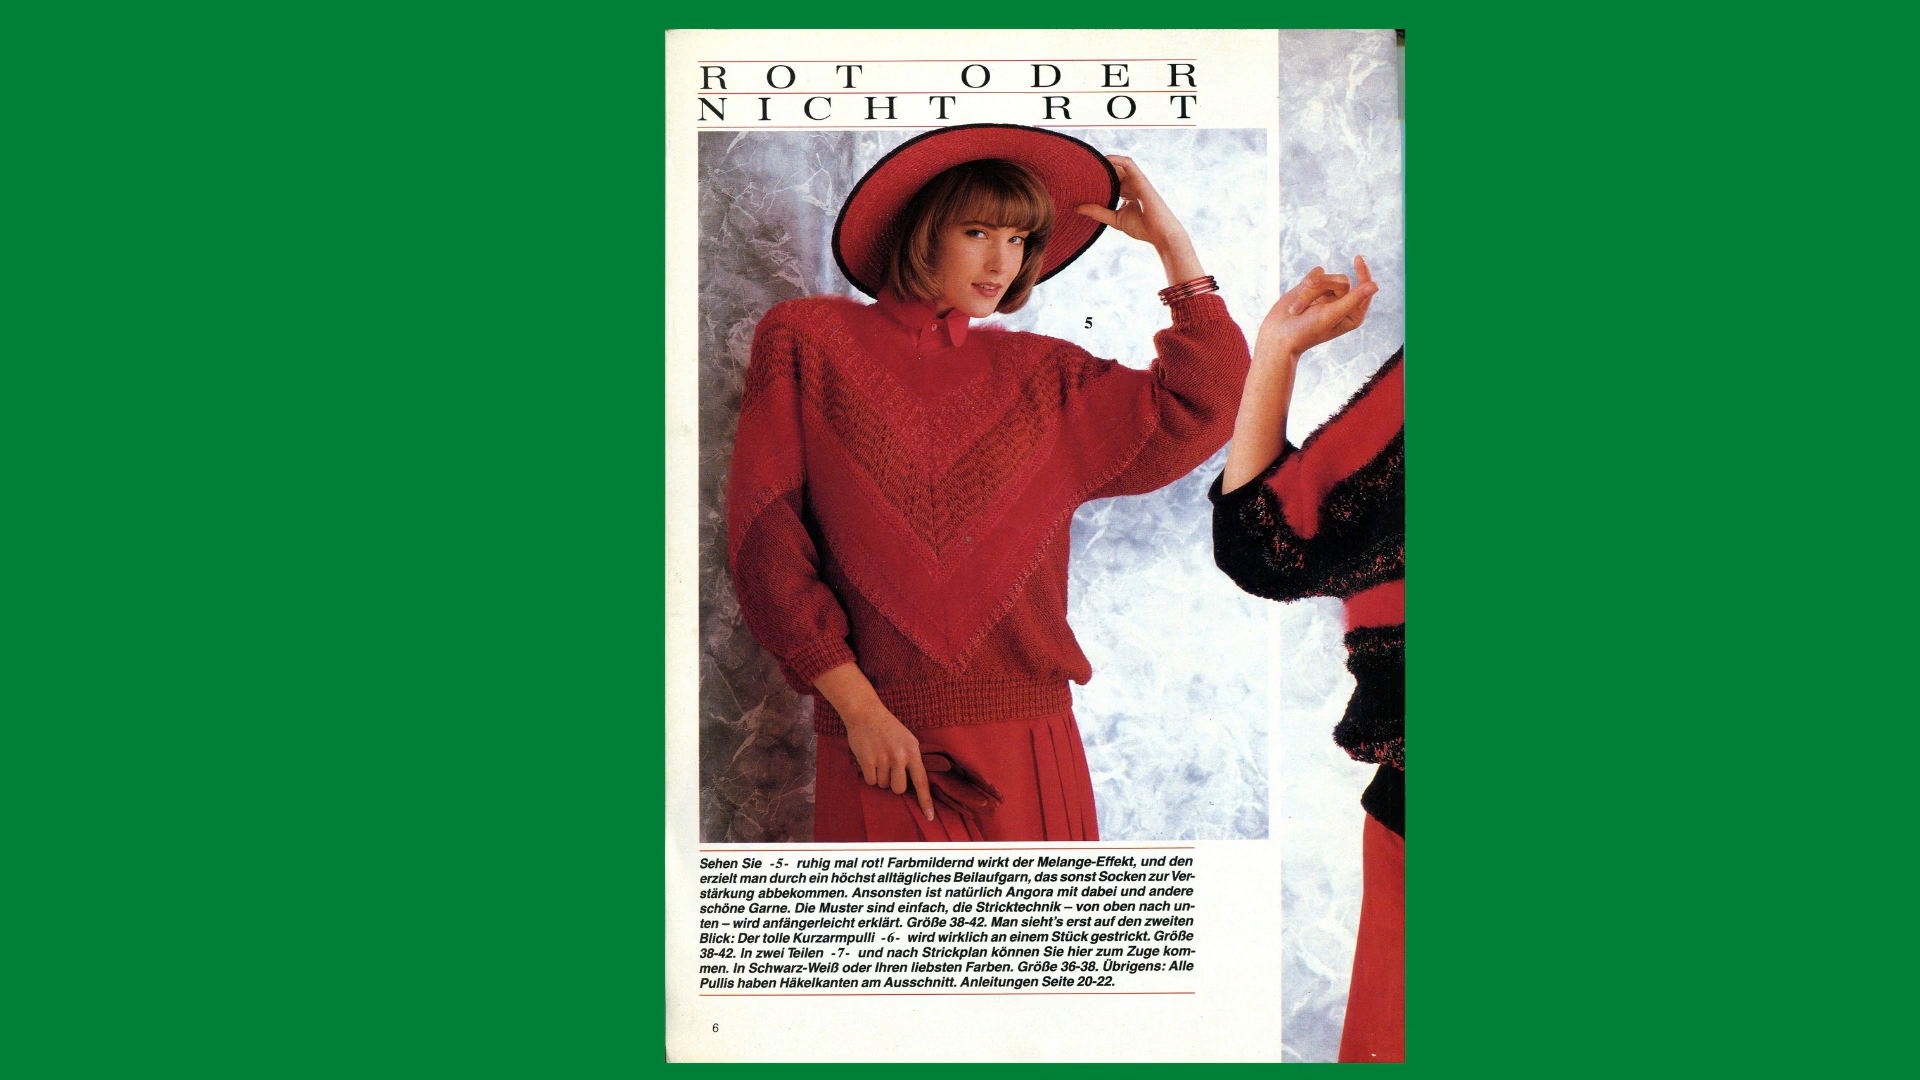 ROT ODER
NICHT ROT
5
Sehen Sie -5- ruhig mal rot! Farbmildernd wirkt der Melange-Effekt, und den
erzielt man durch ein höchst alltägliches Beilaufgarn, das sonst Socken zur Ver-
stärkung abbekommen. Ansonsten ist natürlich Angora mit dabei und andere
schöne Garne. Die Muster sind einfach, die Stricktechnik – von oben nach un-
ten – wird anfängerleicht erklärt. Größe 38-42. Man sieht's erst auf den zweiten
Blick: Der tolle Kurzarmpulli -6- wird wirklich an einem Stück gestrickt. Größe
38-42. In zwei Teilen -7- und nach Strickplan können Sie hier zum Zuge kom-
men. In Schwarz-Weiß oder Ihren liebsten Farben. Größe 36-38. Übrigens: Alle
Pullis haben Häkelkanten am Ausschnitt. Anleitungen Seite 20-22.
6